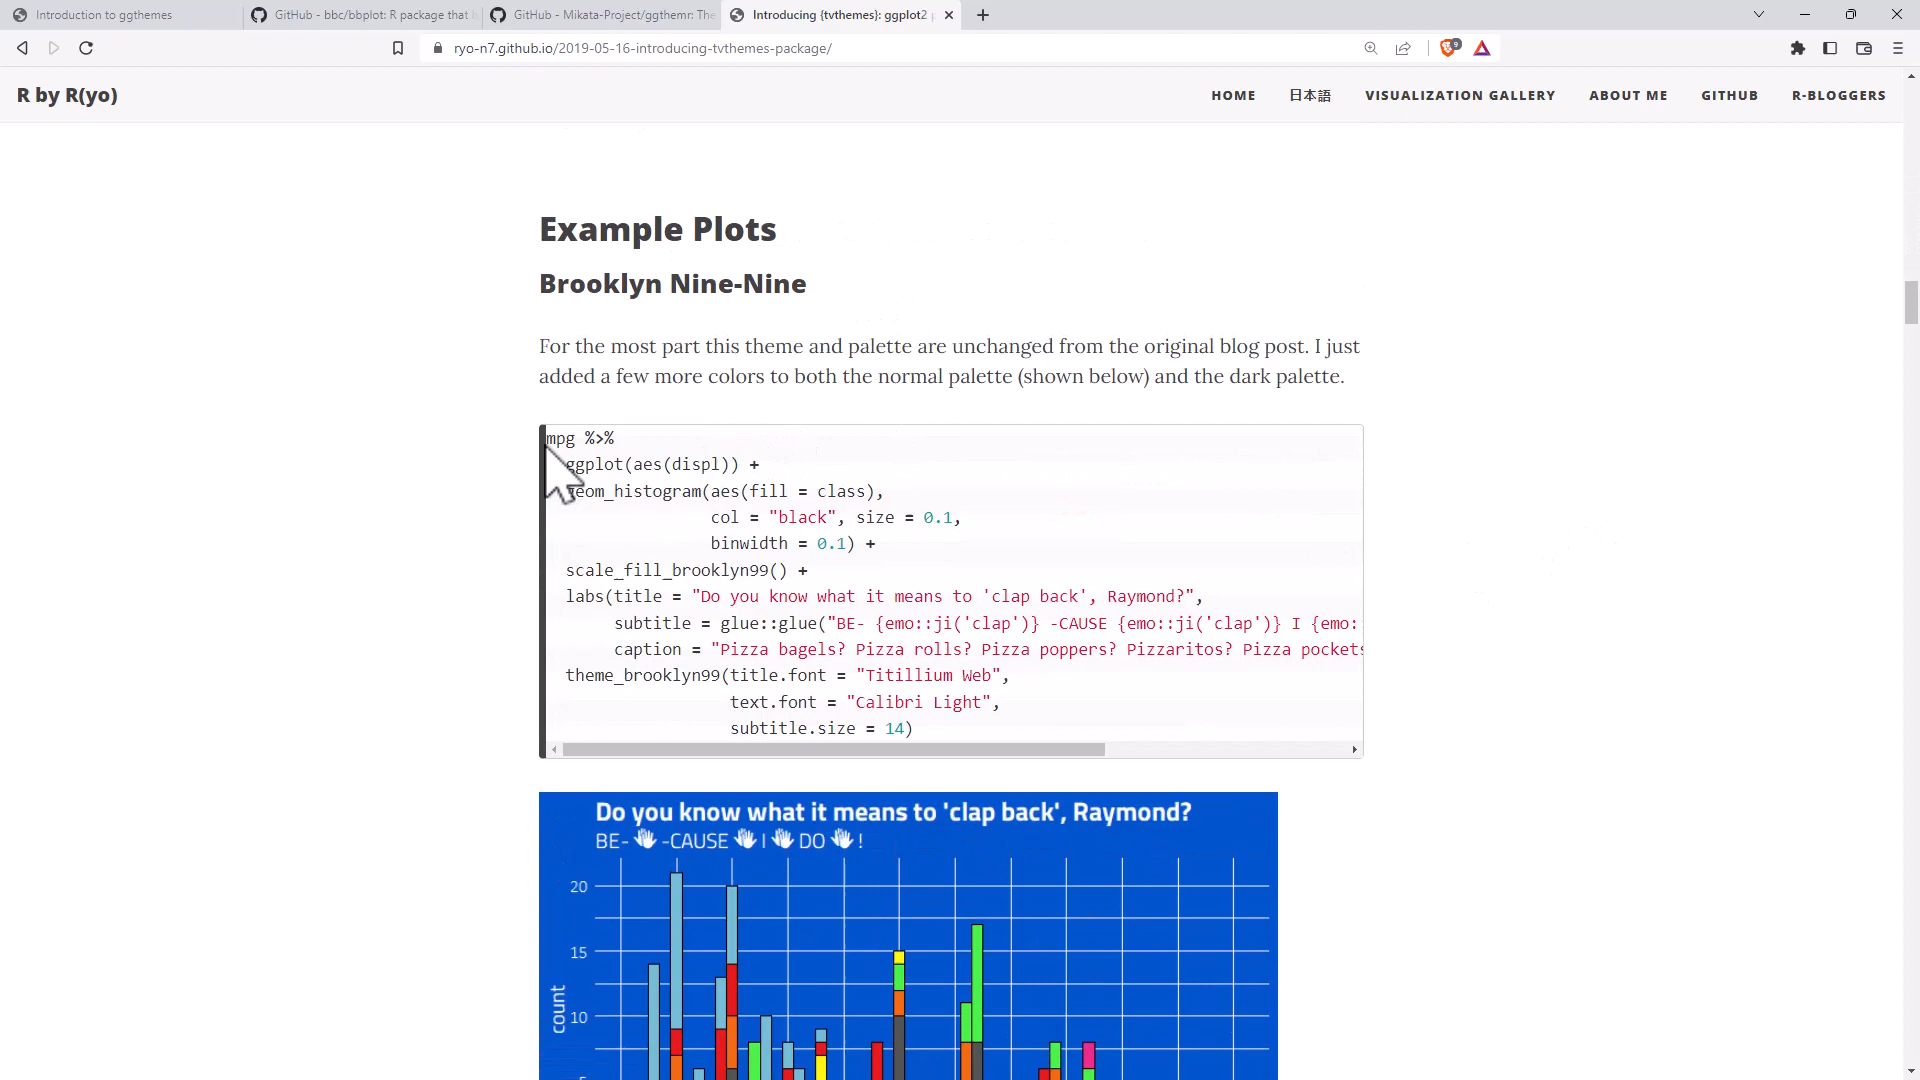 Introduction to ggthemes
GitHub - bbc/bbplot: R package that
GitHub - Mikata-Project/ggthemr: The
Introducing {tvthemes}: ggplot2
ryo-n7.github.io/2019-05-16-introducing-tvthemes-package/
9
R by R(yo)
HOME 日本語 VISUALIZATION GALLERY ABOUT ME GITHUB R-BLOGGERS
Example Plots
Brooklyn Nine-Nine
For the most part this theme and palette are unchanged from the original blog post. I just
added a few more colors to both the normal palette (shown below) and the dark palette.
mpg %>%
ggplot(aes(displ)) +
geom_histogram(aes(fill = class),
col = "black", size = 0.1,
binwidth = 0.1) +
scale_fill_brooklyn99() +
labs(title = "Do you know what it means to 'clap back', Raymond?",
subtitle = glue::glue("BE- {emo::ji('clap')} -CAUSE {emo::ji('clap')} I {emo:
caption = "Pizza bagels? Pizza rolls? Pizza poppers? Pizzaritos? Pizza pockets
theme_brooklyn99(title.font = "Titillium Web",
text.font = "Calibri Light",
subtitle.size = 14)
Do you know what it means to 'clap back', Raymond?
BE- 👏 -CAUSE 👏 I 👏 DO 👏 !
20
15
count
10